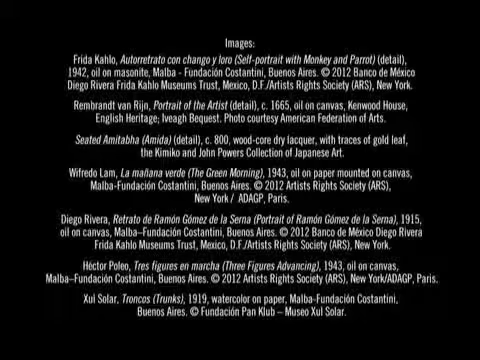 Images:
Frida Kahlo, Autorretrato con chango y loro (Self-portrait with Monkey and Parrot) (detail),
1942, oil on masonite, Malba - Fundación Costantini, Buenos Aires. © 2012 Banco de México
Diego Rivera Frida Kahlo Museums Trust, Mexico, D.F./Artists Rights Society (ARS), New York.
Rembrandt van Rijn, Portrait of the Artist (detail), c. 1665, oil on canvas, Kenwood House,
English Heritage; Iveagh Bequest. Photo courtesy American Federation of Arts.
Seated Amitabha (Amida) (detail), c. 800, wood-core dry lacquer, with traces of gold leaf,
the Kimiko and John Powers Collection of Japanese Art.
Wifredo Lam, La mañana verde (The Green Morning), 1943, oil on paper mounted on canvas,
Malba-Fundación Costantini, Buenos Aires. © 2012 Artists Rights Society (ARS),
New York / ADAGP, Paris.
Diego Rivera, Retrato de Ramón Gómez de la Serna (Portrait of Ramón Gómez de la Serna), 1915,
oil on canvas, Malba–Fundación Costantini, Buenos Aires. © 2012 Banco de México Diego Rivera
Frida Kahlo Museums Trust, Mexico, D.F./Artists Rights Society (ARS), New York.
Héctor Poleo, Tres figures en marcha (Three Figures Advancing), 1943, oil on canvas,
Malba–Fundación Costantini, Buenos Aires. © 2012 Artists Rights Society (ARS), New York/ADAGP, Paris.
Xul Solar, Troncos (Trunks), 1919, watercolor on paper, Malba-Fundación Costantini,
Buenos Aires. © Fundación Pan Klub – Museo Xul Solar.